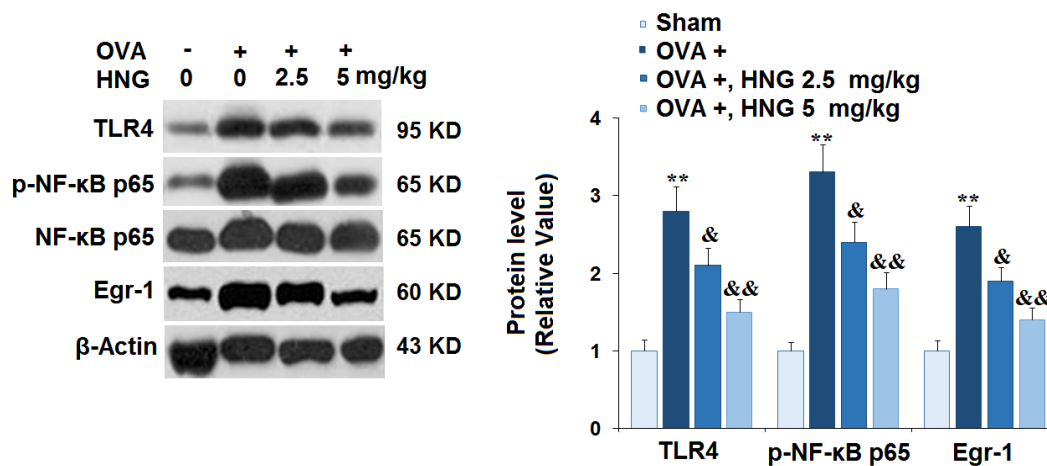 OVA - + + +
HNG 0 0 2.5 5 mg/kg
TLR4 95 KD
p-NF-κB p65 65 KD
NF-κB p65 65 KD
Egr-1 60 KD
β-Actin 43 KD
Sham
OVA +
OVA +, HNG 2.5 mg/kg
OVA +, HNG 5 mg/kg
Protein level
(Relative Value)
4
3
2
1
0
** & &&
** & &&
** & &&
TLR4 p-NF-κB p65 Egr-1